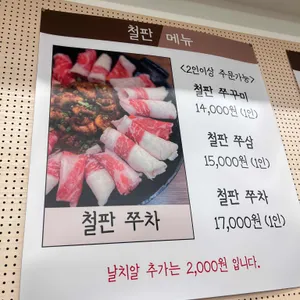 철판 메뉴
<2인이상 주문가능>
철판 쭈꾸미
14,000원 (1인)
철판 쭈삼
15,000원 (1인)
철판 쭈차
17,000원 (1인)
철판 쭈차
날치알 추가는 2,000원 입니다.